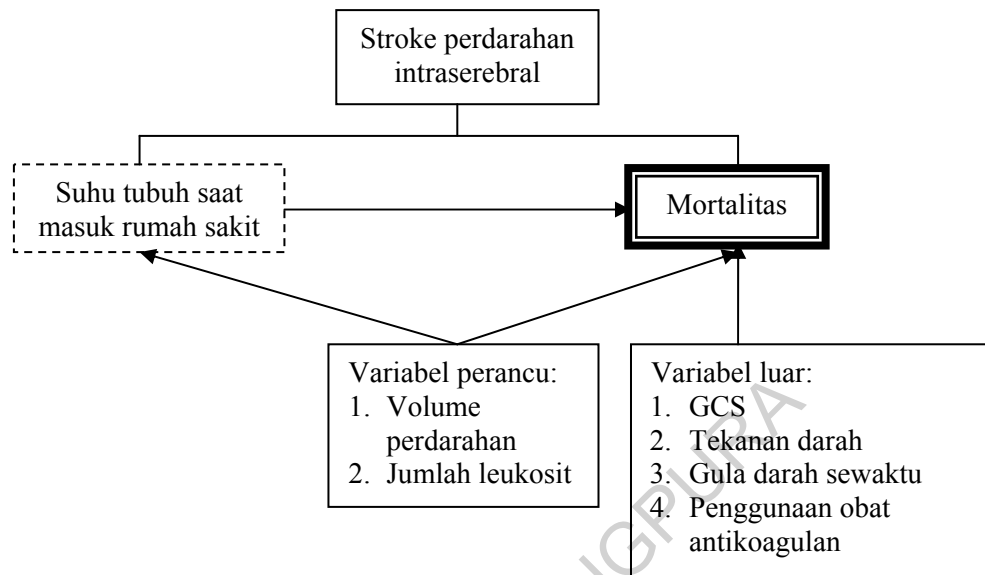 Stroke perdarahan
intraserebral
Suhu tubuh saat
masuk rumah sakit
Mortalitas
Variabel perancu:
1. Volume
perdarahan
2. Jumlah leukosit
Variabel luar:
1. GCS
2. Tekanan darah
3. Gula darah sewaktu
4. Penggunaan obat
antikoagulan
NGPURA